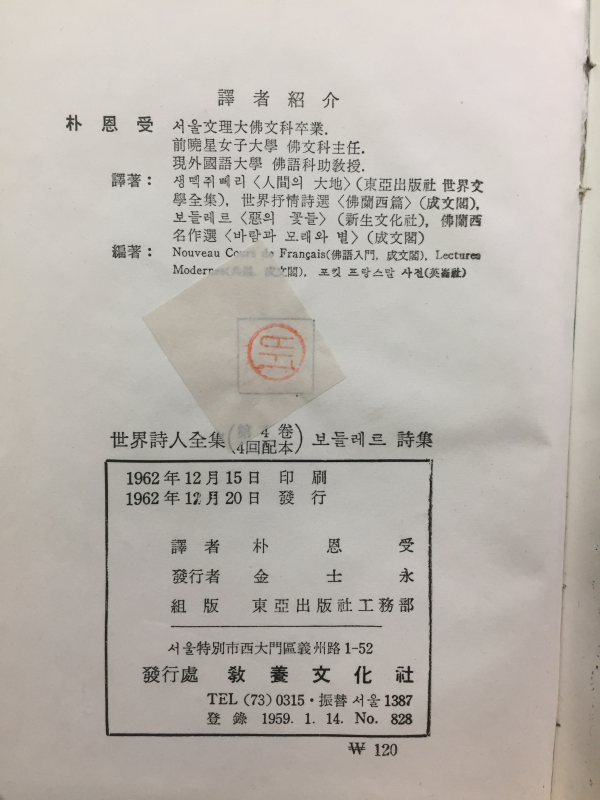 譯者紹介
朴恩受 서울文理大佛文科卒業.
前曉星女子大學 佛文科主任.
現外國語大學 佛語科助敎授.
譯著: 생떽쥐뻬리〈人間의 大地〉(東亞出版社 世界文
學全集), 世界抒情詩選〈佛蘭西篇〉(成文閣),
보들레르〈惡의 꽃들〉(新生文化社), 佛蘭西
名作選〈바람과 모래와 별〉(成文閣)
編著: Nouveau Cours de Français(佛語入門, 成文閣), Lectures
Modernes 成文閣), 포킷 프랑스말 사전(英崙社)
世界詩人全集(第4卷 4回配本) 보들레르 詩集
1962年12月15日 印刷
1962年12月20日 發行
譯者 朴恩受
發行者 金士永
組版 東亞出版社工務部
서울特別市西大門區義州路 1-52
發行處 敎養文化社
TEL (73) 0315・振替 서울 1387
登錄 1959. 1. 14. No. 828
₩ 120